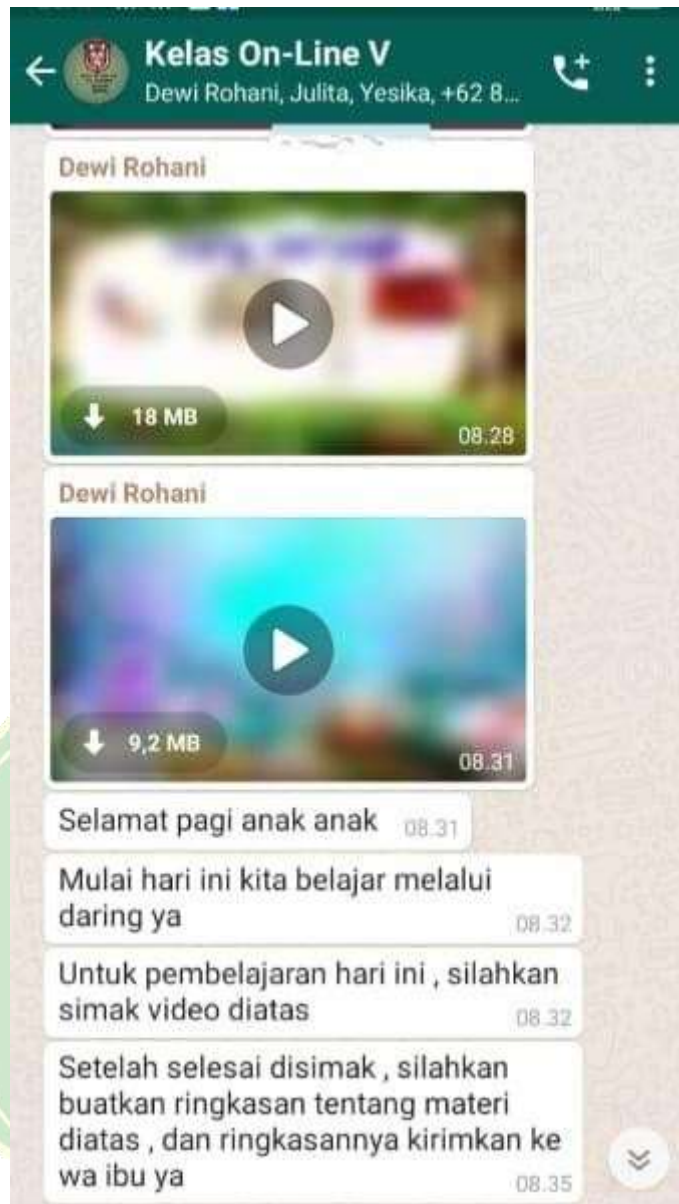 Kelas On-Line V
Dewi Rohani, Julita, Yesika, +62 8...
Dewi Rohani
18 MB
08.28
Dewi Rohani
9,2 MB
08.31
Selamat pagi anak anak 08.31
Mulai hari ini kita belajar melalui
daring ya 08.32
Untuk pembelajaran hari ini , silahkan
simak video diatas 08.32
Setelah selesai disimak , silahkan
buatkan ringkasan tentang materi
diatas , dan ringkasannya kirimkan ke
wa ibu ya 08.35